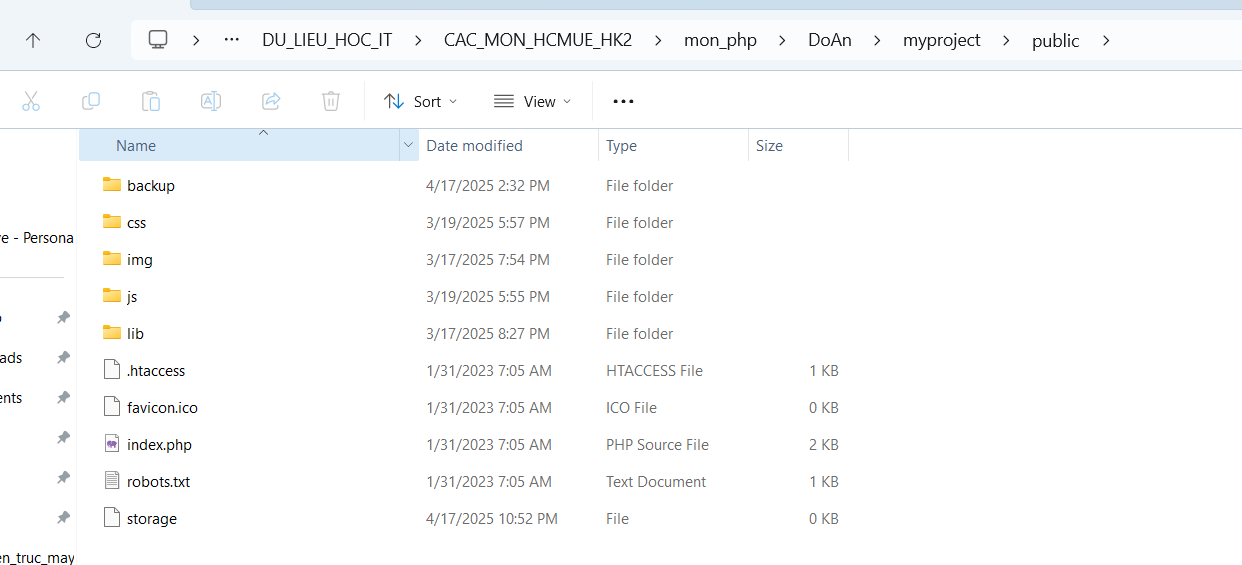 DU_LIEU_HOC_IT > CAC_MON_HCMUE_HK2 > mon_php > DoAn > myproject > public >
Sort View
Name Date modified Type Size
backup 4/17/2025 2:32 PM File folder
css 3/19/2025 5:57 PM File folder
e - Persona
img 3/17/2025 7:54 PM File folder
js 3/19/2025 5:55 PM File folder
lib 3/17/2025 8:27 PM File folder
ads
.htaccess 1/31/2023 7:05 AM HTACCESS File 1 KB
ents
favicon.ico 1/31/2023 7:05 AM ICO File 0 KB
index.php 1/31/2023 7:05 AM PHP Source File 2 KB
robots.txt 1/31/2023 7:05 AM Text Document 1 KB
storage 4/17/2025 10:52 PM File 0 KB
en_truc_may